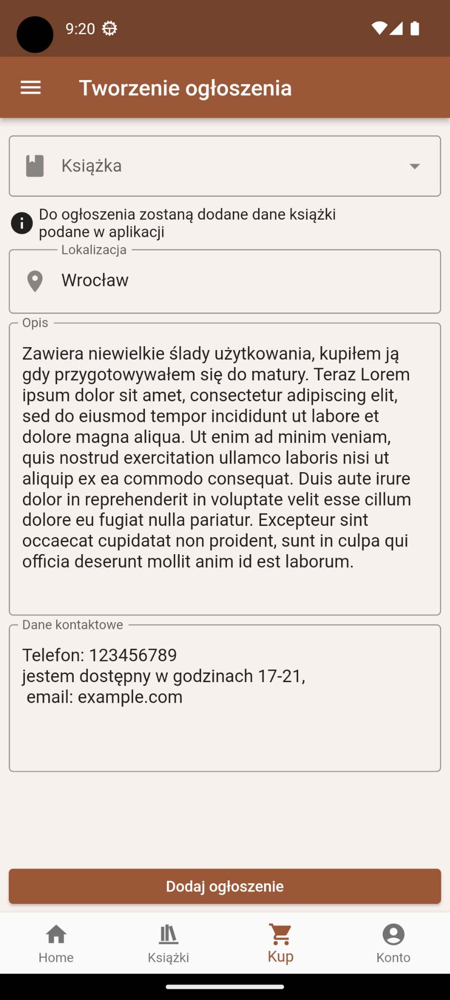 9:20
Tworzenie ogłoszenia
Książka
Do ogłoszenia zostaną dodane dane książki
podane w aplikacji
Lokalizacja
Wrocław
Opis
Zawiera niewielkie ślady użytkowania, kupiłem ją
gdy przygotowywałem się do matury. Teraz Lorem
ipsum dolor sit amet, consectetur adipiscing elit,
sed do eiusmod tempor incididunt ut labore et
dolore magna aliqua. Ut enim ad minim veniam,
quis nostrud exercitation ullamco laboris nisi ut
aliquip ex ea commodo consequat. Duis aute irure
dolor in reprehenderit in voluptate velit esse cillum
dolore eu fugiat nulla pariatur. Excepteur sint
occaecat cupidatat non proident, sunt in culpa qui
officia deserunt mollit anim id est laborum.
Dane kontaktowe
Telefon: 123456789
jestem dostępny w godzinach 17-21,
email: example.com
Dodaj ogłoszenie
Home
Książki
Kup
Konto